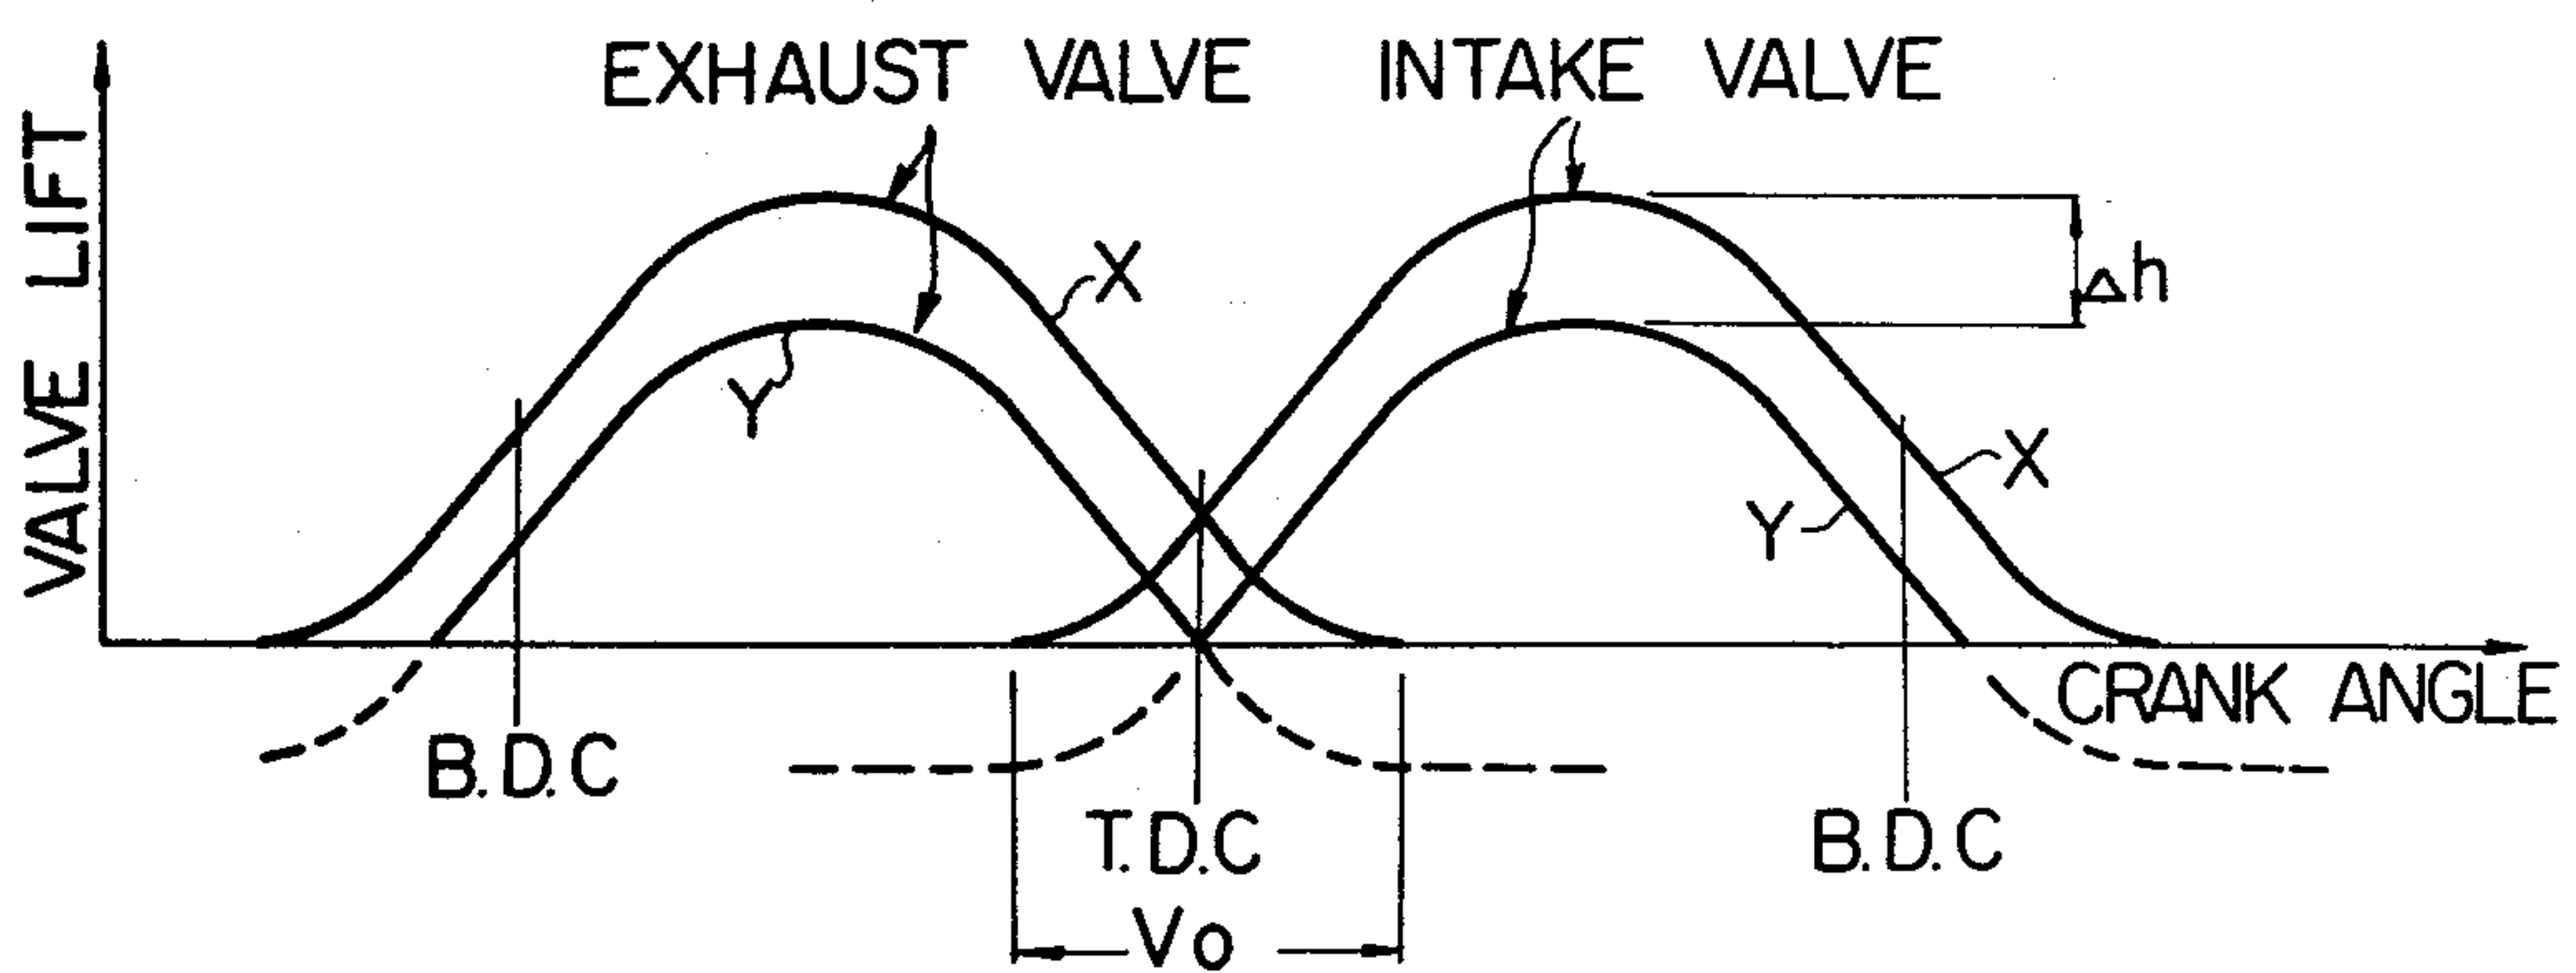 EXHAUST VALVE
INTAKE VALVE
VALVE LIFT
X
Δh
Y
X
Y
CRANK ANGLE
B.D.C
T.D.C
B.D.C
Vo